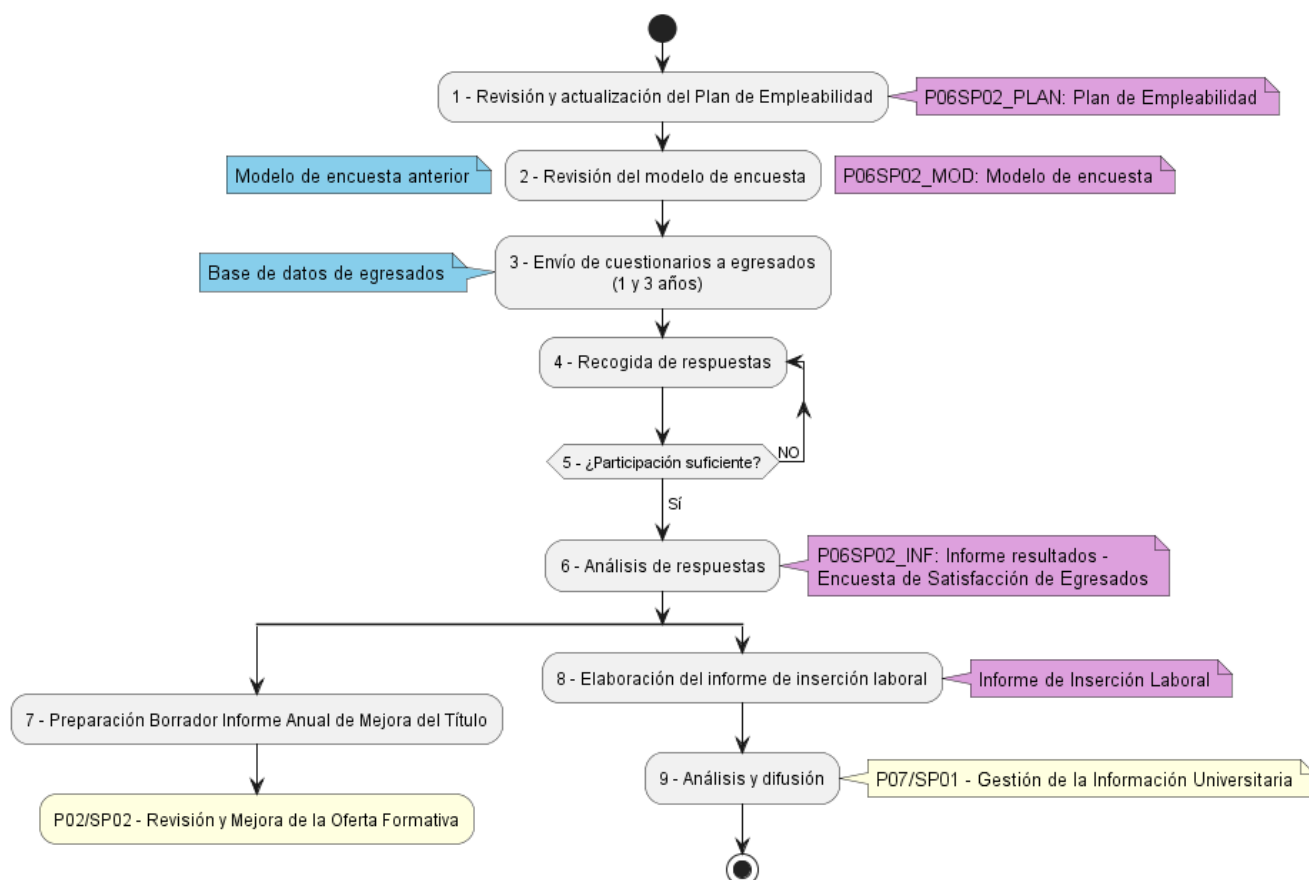 1 - Revisión y actualización del Plan de Empleabilidad
P06SP02_PLAN: Plan de Empleabilidad
Modelo de encuesta anterior
2 - Revisión del modelo de encuesta
P06SP02_MOD: Modelo de encuesta
Base de datos de egresados
3 - Envío de cuestionarios a egresados
(1 y 3 años)
4 - Recogida de respuestas
5 - ¿Participación suficiente?
NO
Sí
6 - Análisis de respuestas
P06SP02_INF: Informe resultados -
Encuesta de Satisfacción de Egresados
7 - Preparación Borrador Informe Anual de Mejora del Título
P02/SP02 - Revisión y Mejora de la Oferta Formativa
8 - Elaboración del informe de inserción laboral
Informe de Inserción Laboral
9 - Análisis y difusión
P07/SP01 - Gestión de la Información Universitaria